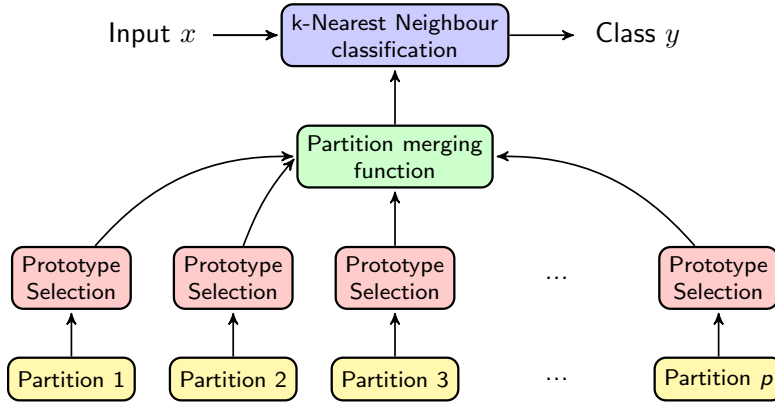 Input x
k-Nearest Neighbour
classification
Class y
Partition merging
function
Prototype
Selection
Prototype
Selection
Prototype
Selection
...
Prototype
Selection
Partition 1
Partition 2
Partition 3
...
Partition p